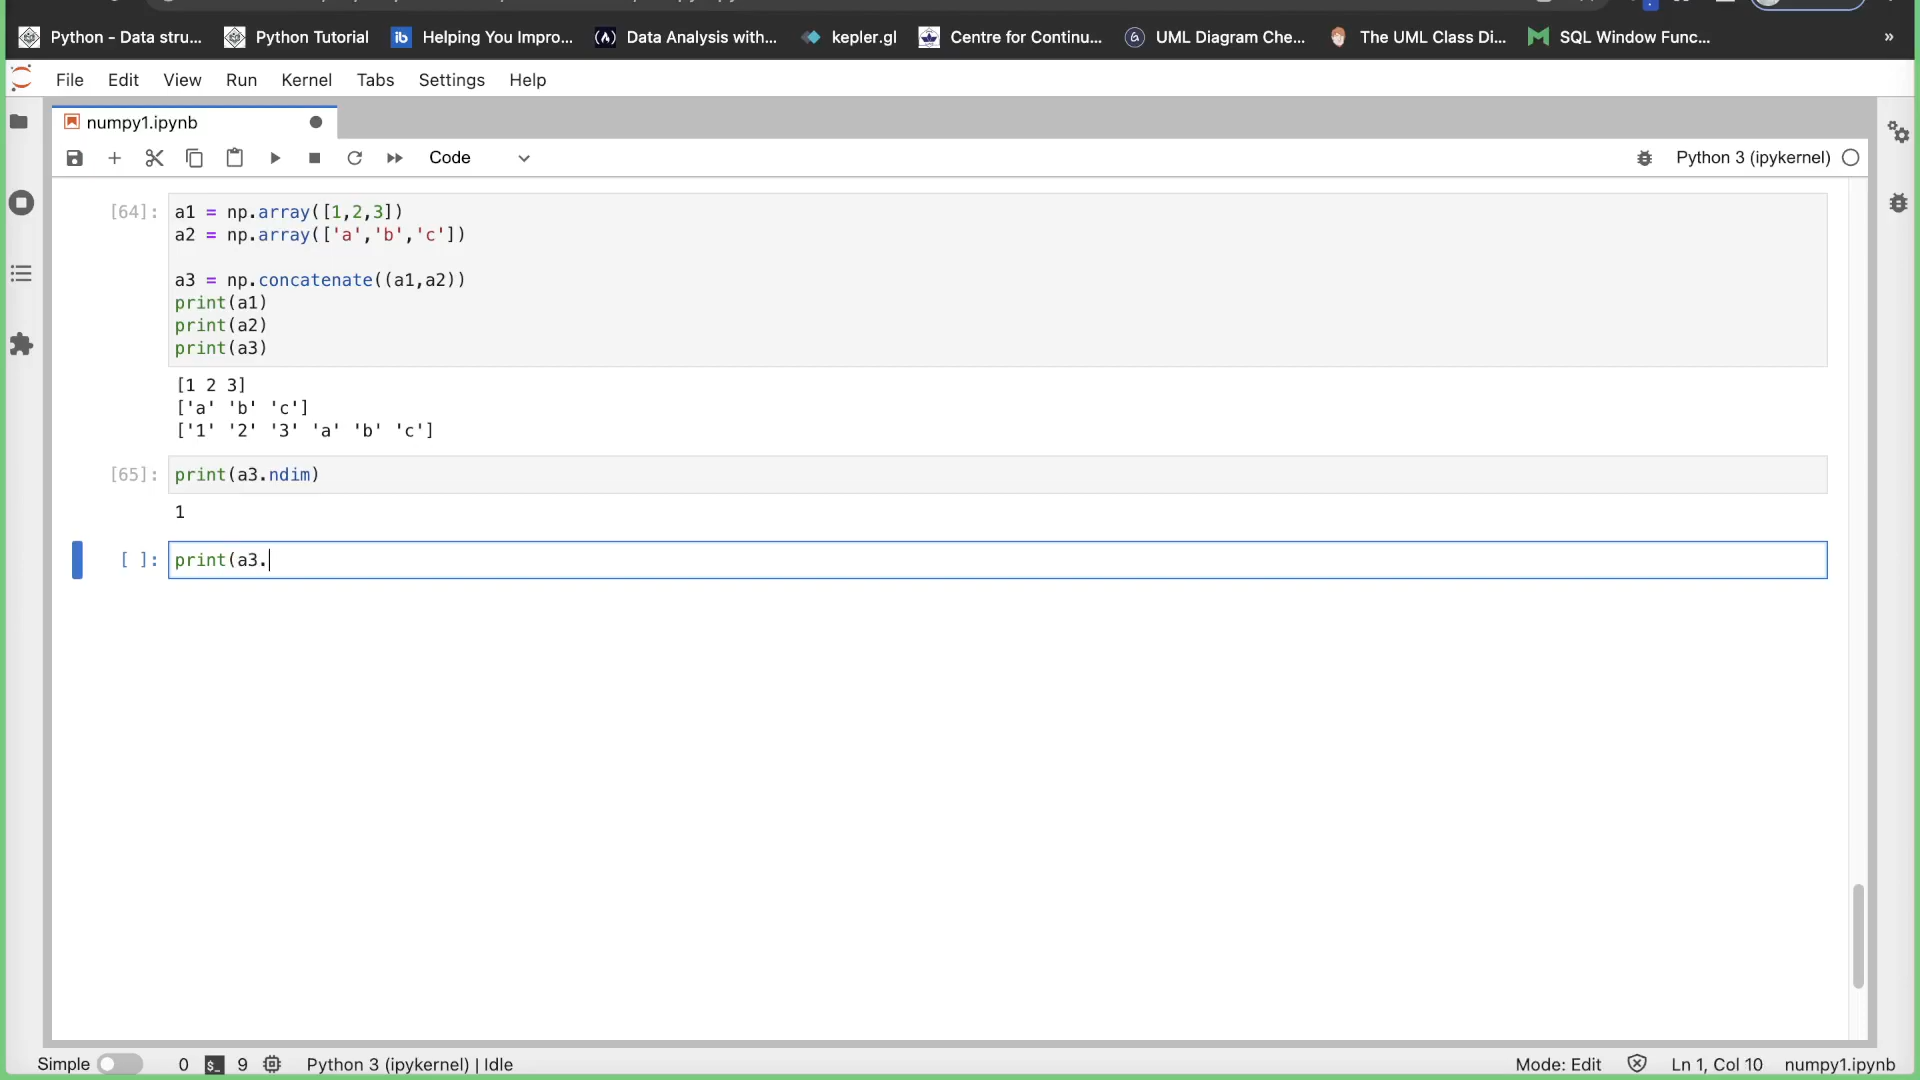 Python - Data stru... Python Tutorial ib Helping You Impro... Data Analysis with... kepler.gl Centre for Continu... UML Diagram Che... The UML Class Di... SQL Window Func... »
File Edit View Run Kernel Tabs Settings Help
numpy1.ipynb
Code Python 3 (ipykernel)
[64]: a1 = np.array([1,2,3])
a2 = np.array(['a','b','c'])
a3 = np.concatenate((a1,a2))
print(a1)
print(a2)
print(a3)
[1 2 3]
['a' 'b' 'c']
['1' '2' '3' 'a' 'b' 'c']
[65]: print(a3.ndim)
1
[ ]: print(a3.
Simple 0 $_ 9 Python 3 (ipykernel) | Idle Mode: Edit Ln 1, Col 10 numpy1.ipynb